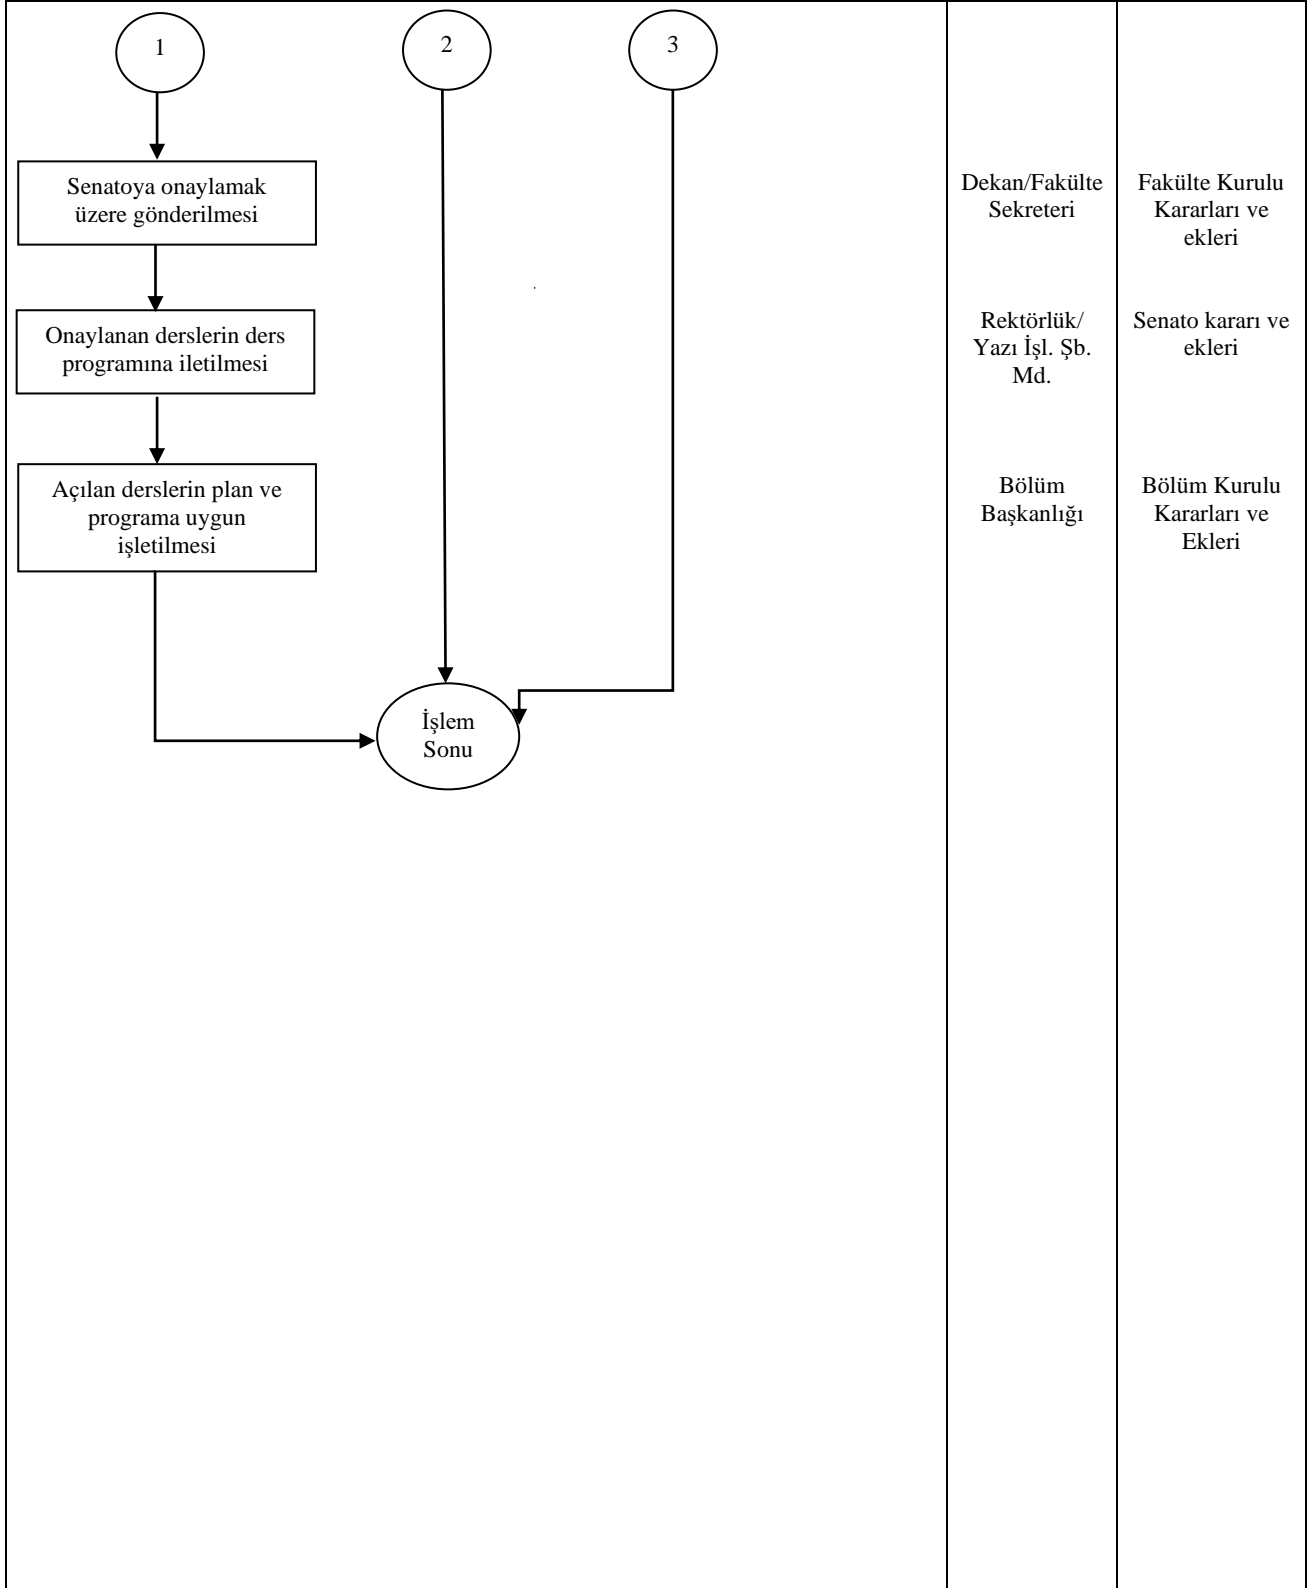 1
2
3
Senatoya onaylamak
üzere gönderilmesi
Dekan/Fakülte
Sekreteri
Fakülte Kurulu
Kararları ve
ekleri
Onaylanan derslerin ders
programına iletilmesi
Rektörlük/
Yazı İşl. Şb.
Md.
Senato kararı ve
ekleri
Açılan derslerin plan ve
programa uygun
işletilmesi
Bölüm
Başkanlığı
Bölüm Kurulu
Kararları ve
Ekleri
İşlem
Sonu